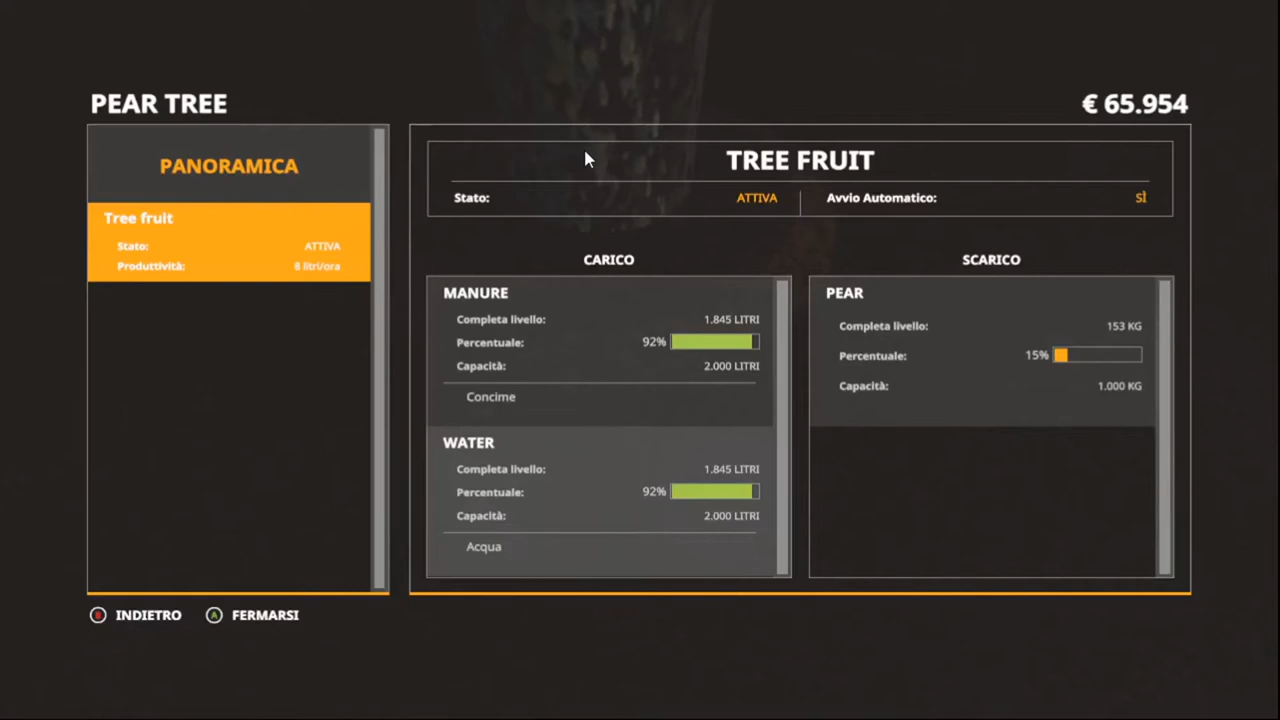 PEAR TREE
€ 65.954
PANORAMICA
Tree fruit
Stato: ATTIVA
Produttività: 8 litri/ora
TREE FRUIT
Stato: ATTIVA
Avvio Automatico: SÌ
CARICO
MANURE
Completa livello: 1.845 LITRI
Percentuale: 92%
Capacità: 2.000 LITRI
Concime
WATER
Completa livello: 1.845 LITRI
Percentuale: 92%
Capacità: 2.000 LITRI
Acqua
SCARICO
PEAR
Completa livello: 153 KG
Percentuale: 15%
Capacità: 1.000 KG
B INDIETRO
A FERMARSI